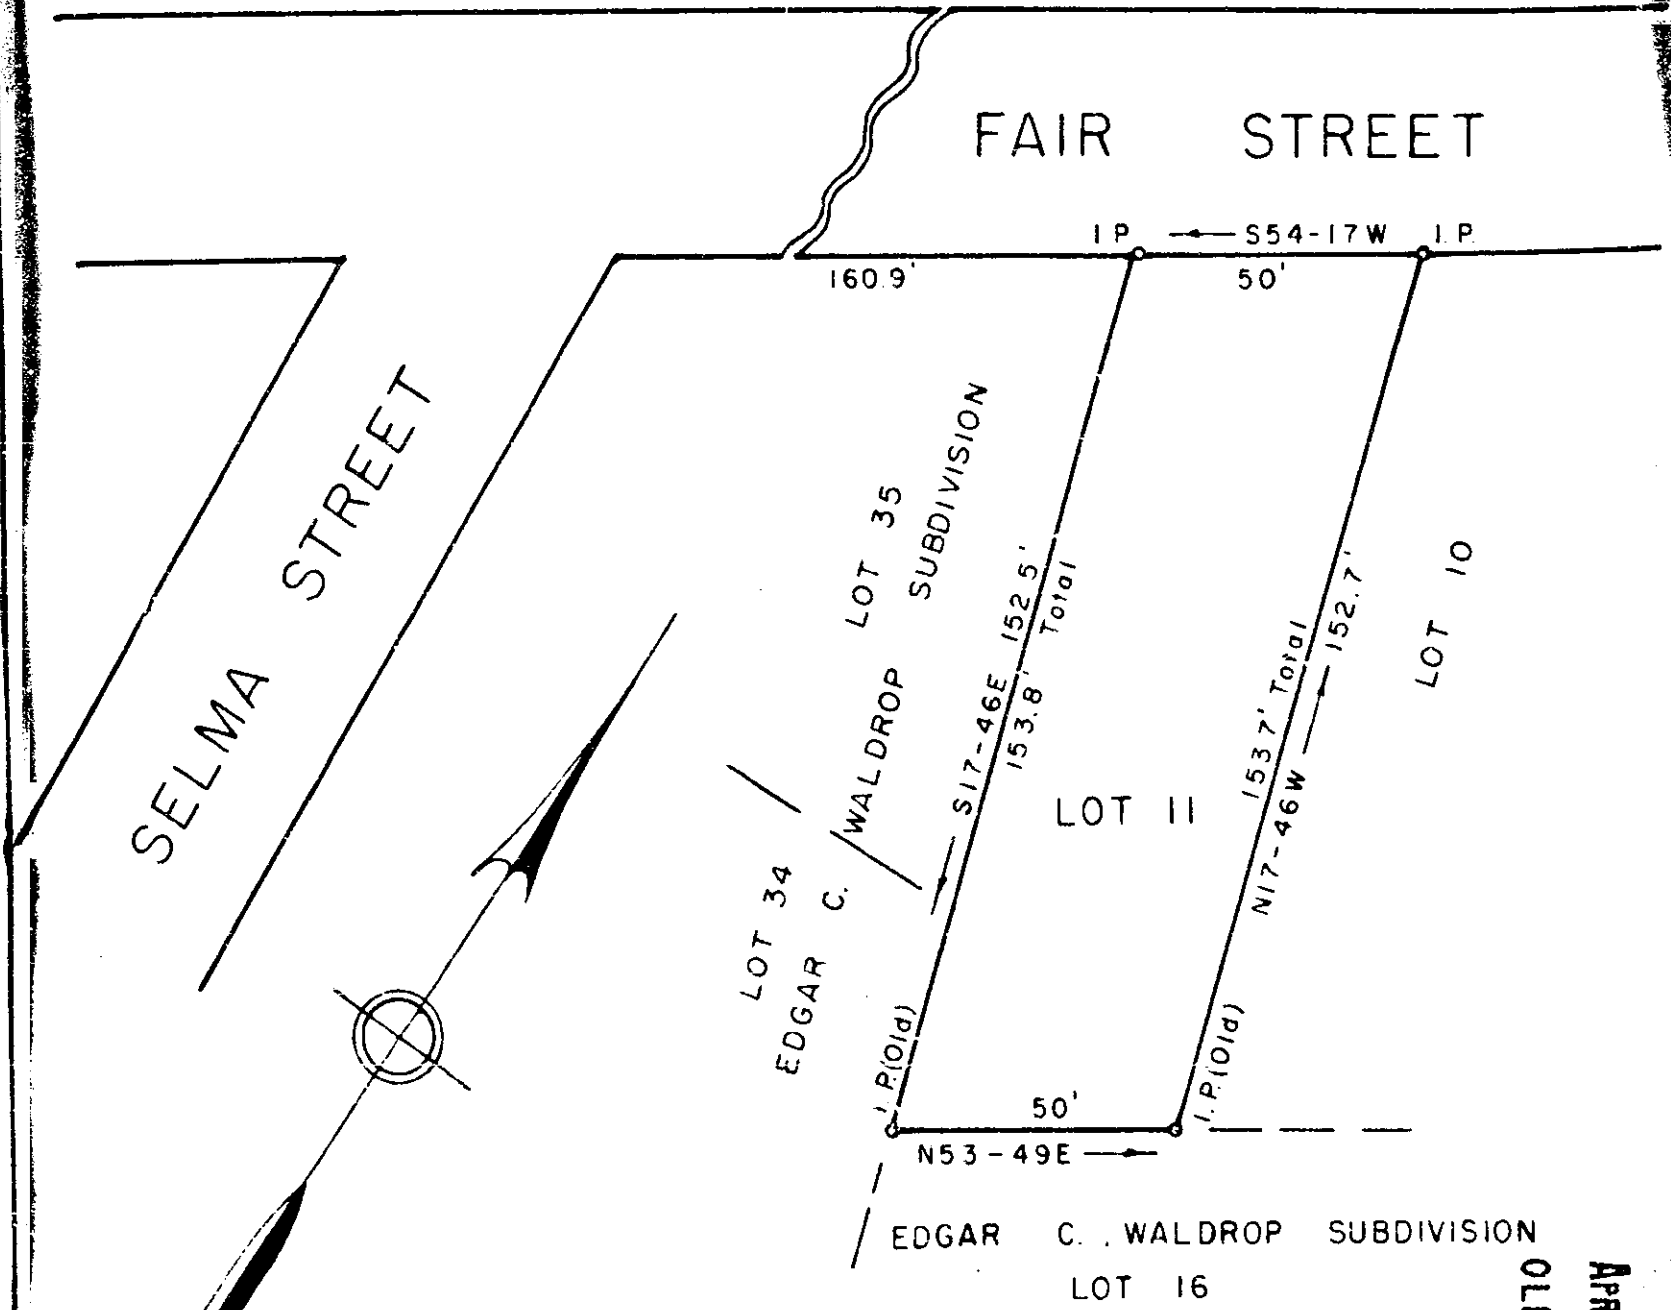 FAIR STREET
I P
S54-17W
I.P.
160.9'
50'
SELMA STREET
LOT 35
SUBDIVISION
WALDROP
LOT 34
EDGAR C.
S17-46E 152.5'
153.8' Total
LOT 11
153.7' Total
N17-46W 152.7'
LOT 10
I.P.(Old)
I.P.(Old)
50'
N53-49E
EDGAR C. WALDROP SUBDIVISION
LOT 16